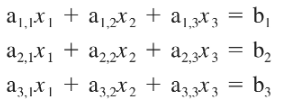 a₁,₁x₁ + a₁,₂x₂ + a₁,₃x₃ = b₁
a₂,₁x₁ + a₂,₂x₂ + a₂,₃x₃ = b₂
a₃,₁x₁ + a₃,₂x₂ + a₃,₃x₃ = b₃